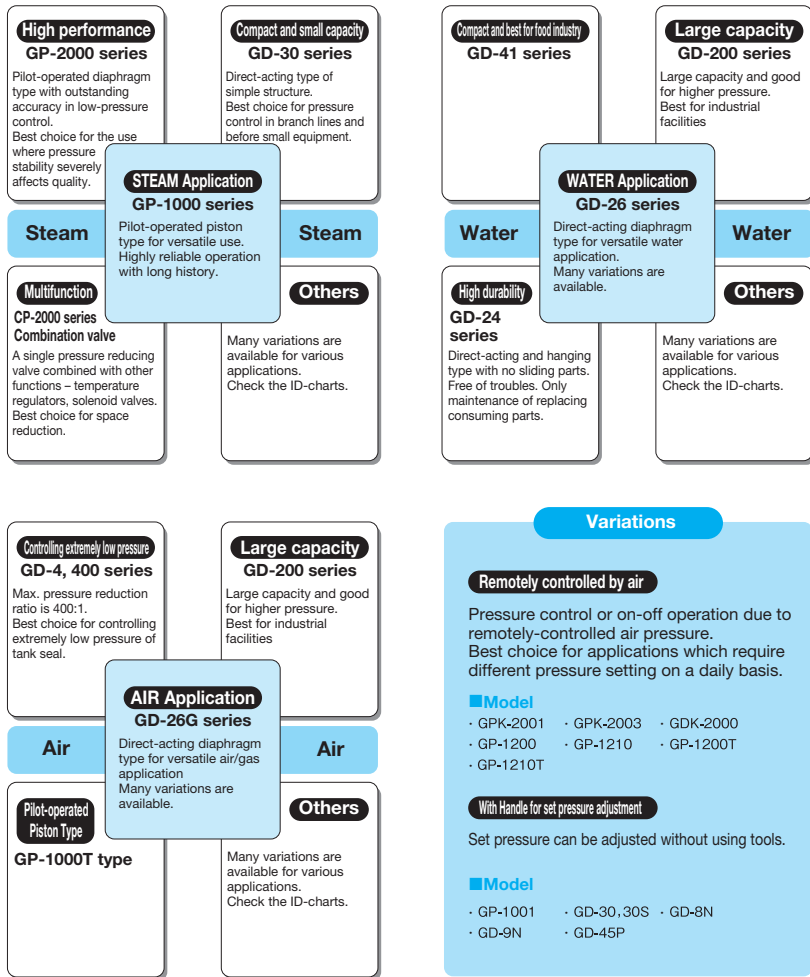 High performance
GP-2000 series
Pilot-operated diaphragm
type with outstanding
accuracy in low-pressure
control.
Best choice for the use
where pressure
stability severely
affects quality.
Compact and small capacity
GD-30 series
Direct-acting type of
simple structure.
Best choice for pressure
control in branch lines and
before small equipment.
STEAM Application
GP-1000 series
Pilot-operated piston
type for versatile use.
Highly reliable operation
with long history.
Steam
Steam
Multifunction
CP-2000 series
Combination valve
A single pressure reducing
valve combined with other
functions – temperature
regulators, solenoid valves.
Best choice for space
reduction.
Others
Many variations are
available for various
applications.
Check the ID-charts.
Compact and best for food industry
GD-41 series
Large capacity
GD-200 series
Large capacity and good
for higher pressure.
Best for industrial
facilities
WATER Application
GD-26 series
Direct-acting diaphragm
type for versatile water
application.
Many variations are
available.
Water
Water
High durability
GD-24
series
Direct-acting and hanging
type with no sliding parts.
Free of troubles. Only
maintenance of replacing
consuming parts.
Others
Many variations are
available for various
applications.
Check the ID-charts.
Controlling extremely low pressure
GD-4, 400 series
Max. pressure reduction
ratio is 400:1.
Best choice for controlling
extremely low pressure of
tank seal.
Large capacity
GD-200 series
Large capacity and good
for higher pressure.
Best for industrial
facilities
AIR Application
GD-26G series
Direct-acting diaphragm
type for versatile air/gas
application
Many variations are
available.
Air
Air
Pilot-operated
Piston Type
GP-1000T type
Others
Many variations are
available for various
applications.
Check the ID-charts.
Variations
Remotely controlled by air
Pressure control or on-off operation due to
remotely-controlled air pressure.
Best choice for applications which require
different pressure setting on a daily basis.
■Model
· GPK-2001 · GPK-2003 · GDK-2000
· GP-1200 · GP-1210 · GP-1200T
· GP-1210T
With Handle for set pressure adjustment
Set pressure can be adjusted without using tools.
■Model
· GP-1001 · GD-30,30S · GD-8N
· GD-9N · GD-45P